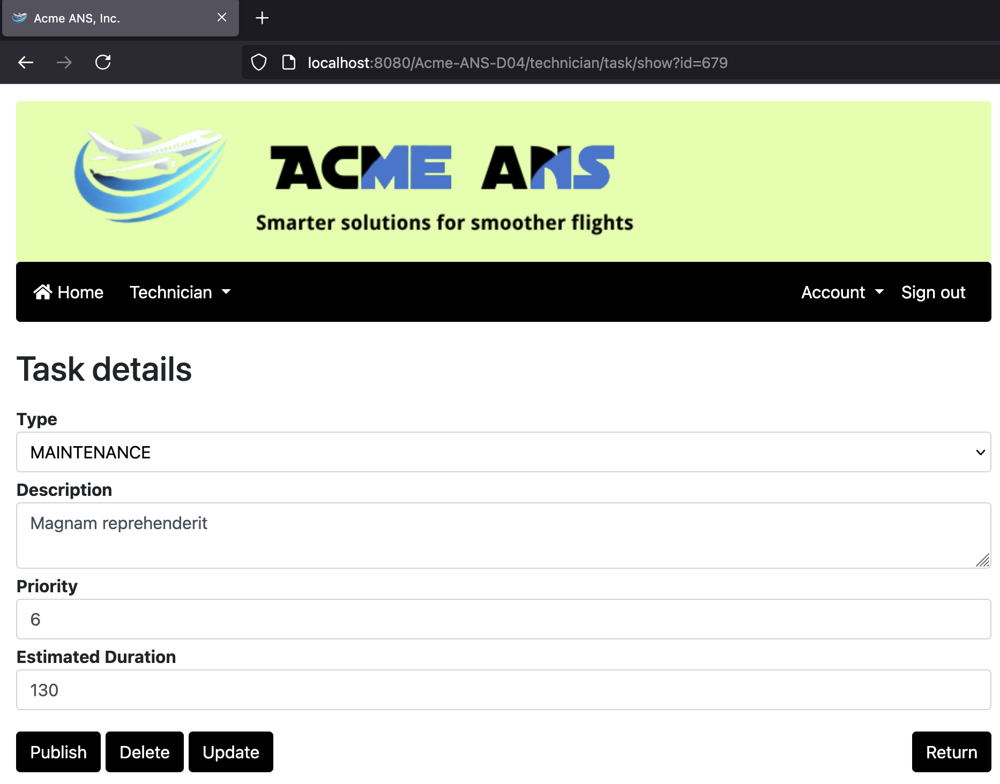 Acme ANS, Inc.
localhost:8080/Acme-ANS-D04/technician/task/show?id=679
ACME ANS
Smarter solutions for smoother flights
Home Technician Account Sign out
Task details
Type
MAINTENANCE
Description
Magnam reprehenderit
Priority
6
Estimated Duration
130
Publish Delete Update Return